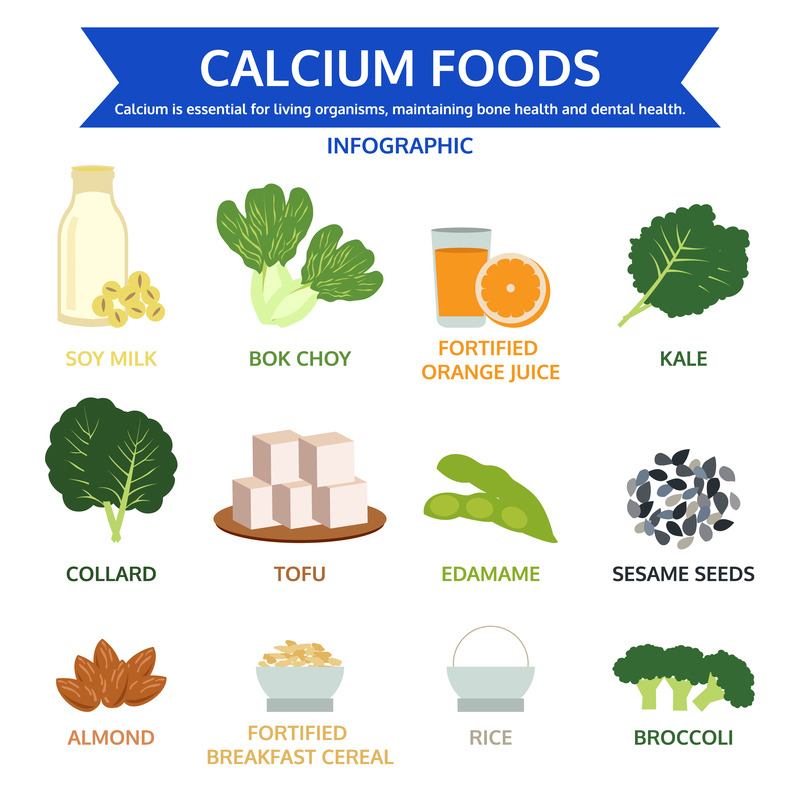 CALCIUM FOODS
Calcium is essential for living organisms, maintaining bone health and dental health.
INFOGRAPHIC
SOY MILK
BOK CHOY
FORTIFIED
ORANGE JUICE
KALE
COLLARD
TOFU
EDAMAME
SESAME SEEDS
ALMOND
FORTIFIED
BREAKFAST CEREAL
RICE
BROCCOLI